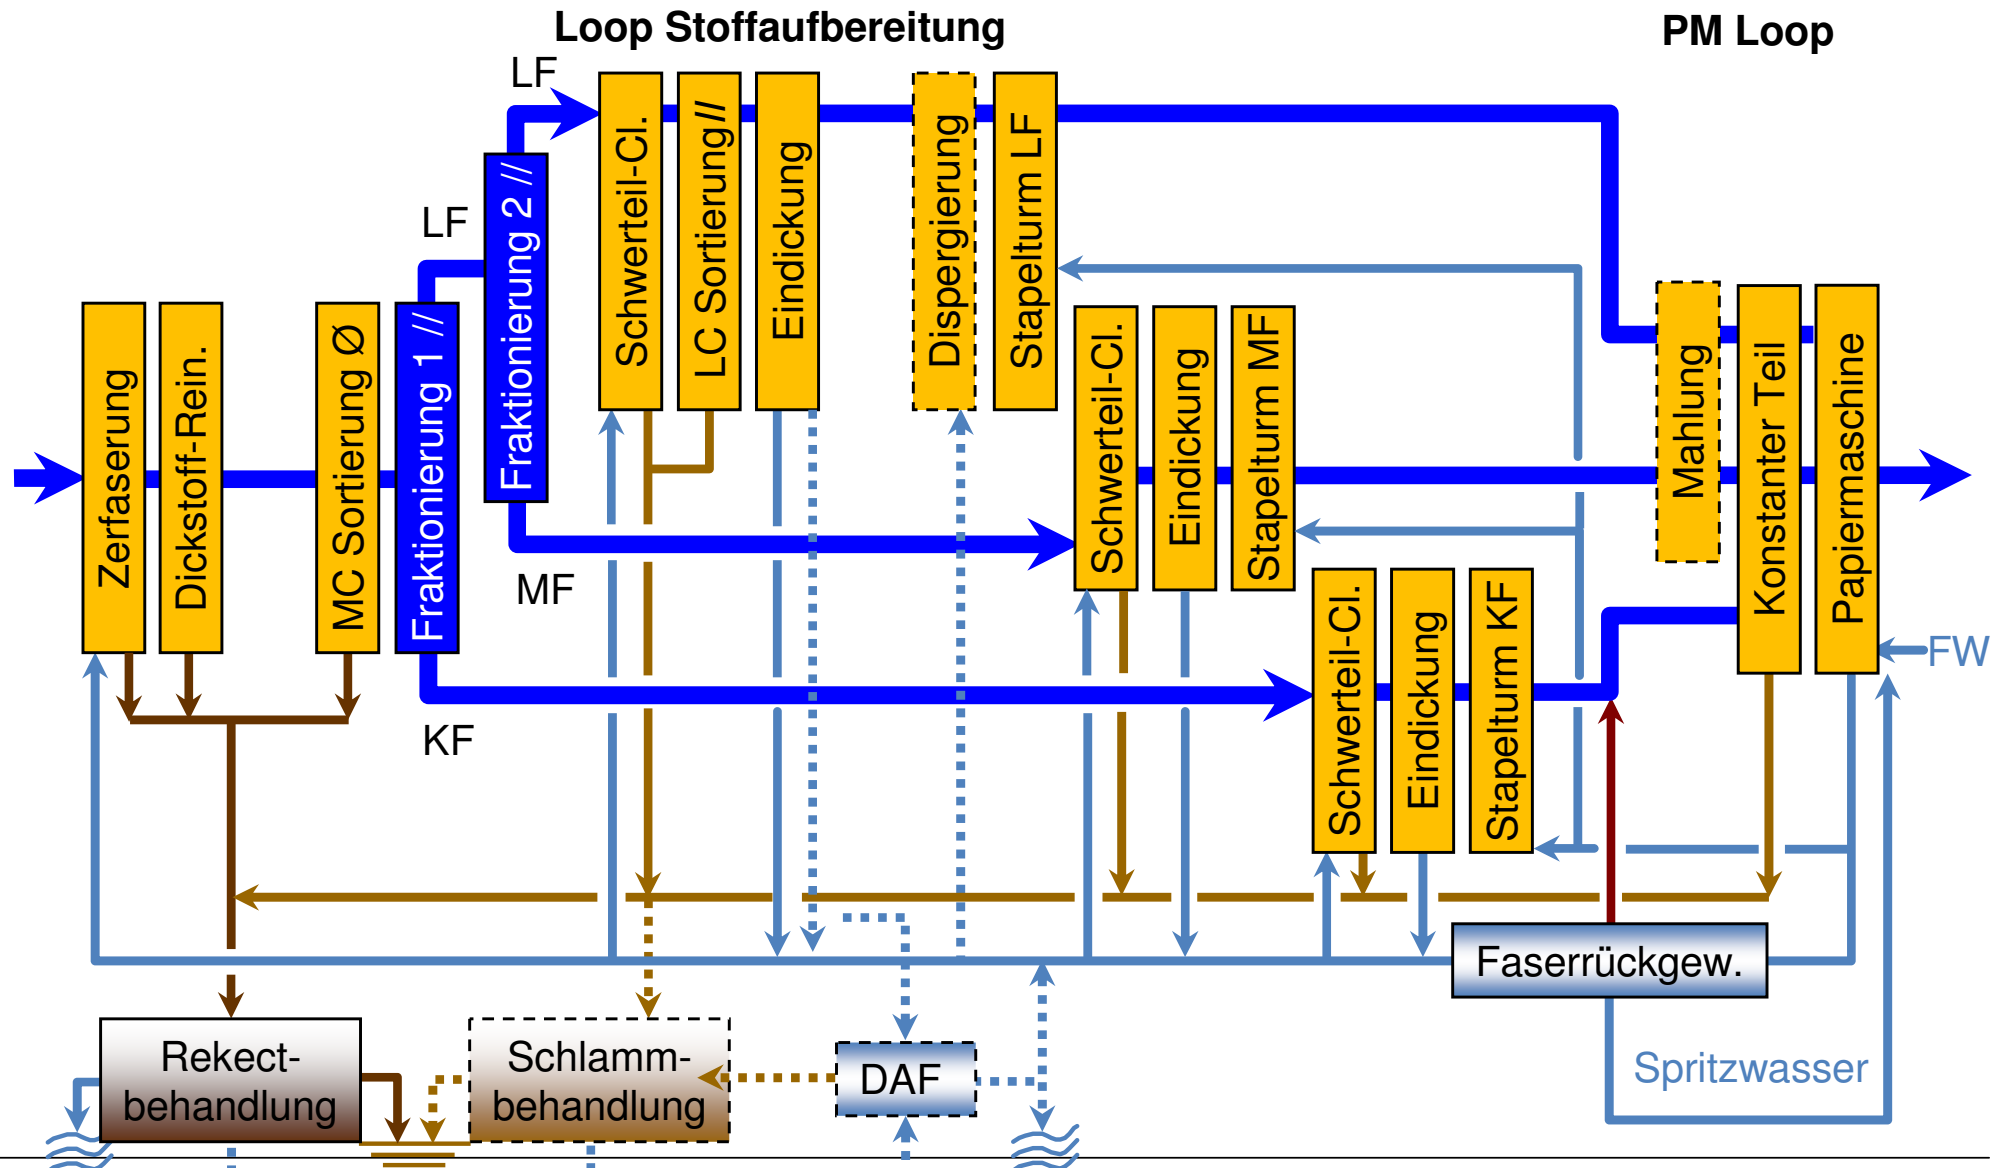 Loop Stoffaufbereitung
PM Loop
LF
LF
MF
KF
Zerfaserung
Dickstoff-Rein.
MC Sortierung Ø
Fraktionierung 1 //
Fraktionierung 2 //
Schwerteil-Cl.
LC Sortierung//
Eindickung
Dispergierung
Stapelturm LF
Schwerteil-Cl.
Eindickung
Stapelturm MF
Schwerteil-Cl.
Eindickung
Stapelturm KF
Mahlung
Konstanter Teil
Papiermaschine
FW
Faserrückgew.
Spritzwasser
Rekect-
behandlung
Schlamm-
behandlung
DAF